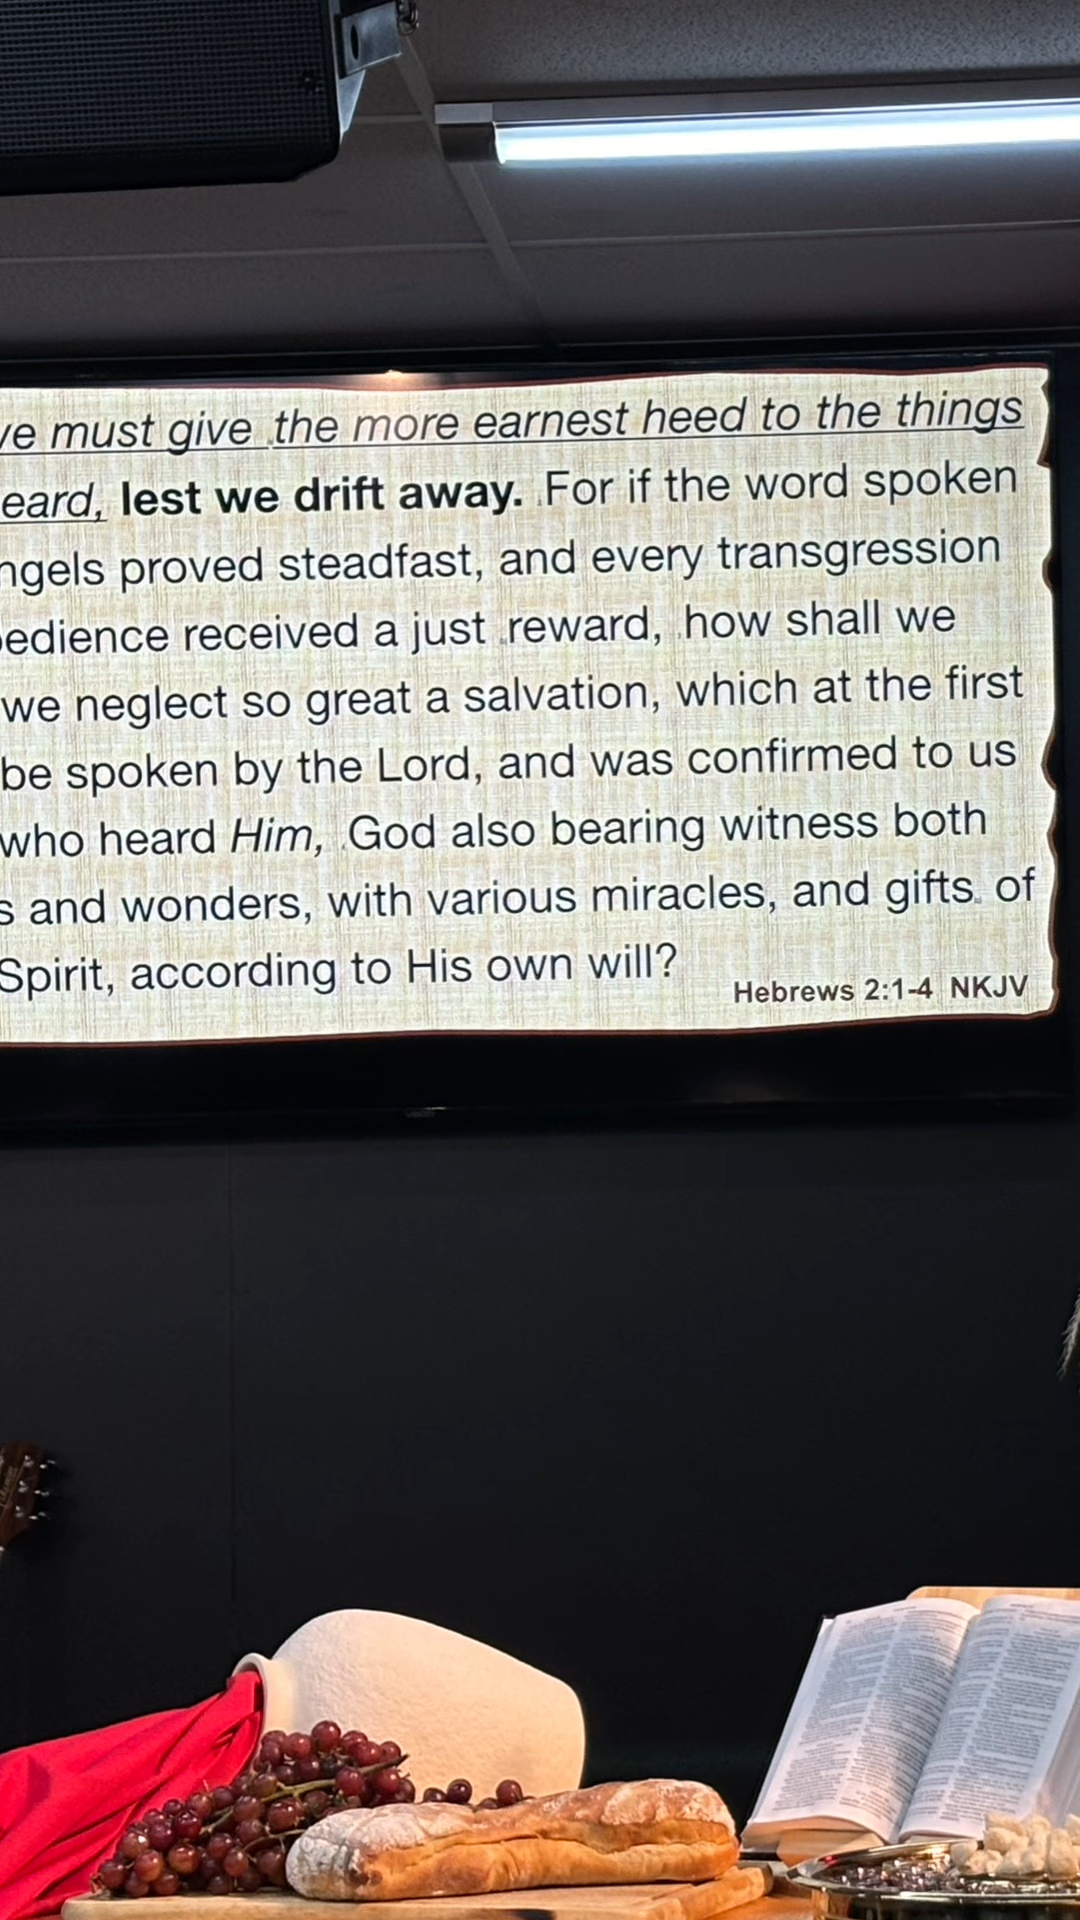 must give the more earnest heed to the things
eard, lest we drift away. For if the word spoken
ngels proved steadfast, and every transgression
edience received a just reward, how shall we
we neglect so great a salvation, which at the first
be spoken by the Lord, and was confirmed to us
who heard Him, God also bearing witness both
s and wonders, with various miracles, and gifts of
Spirit, according to His own will?
Hebrews 2:1-4 NKJV